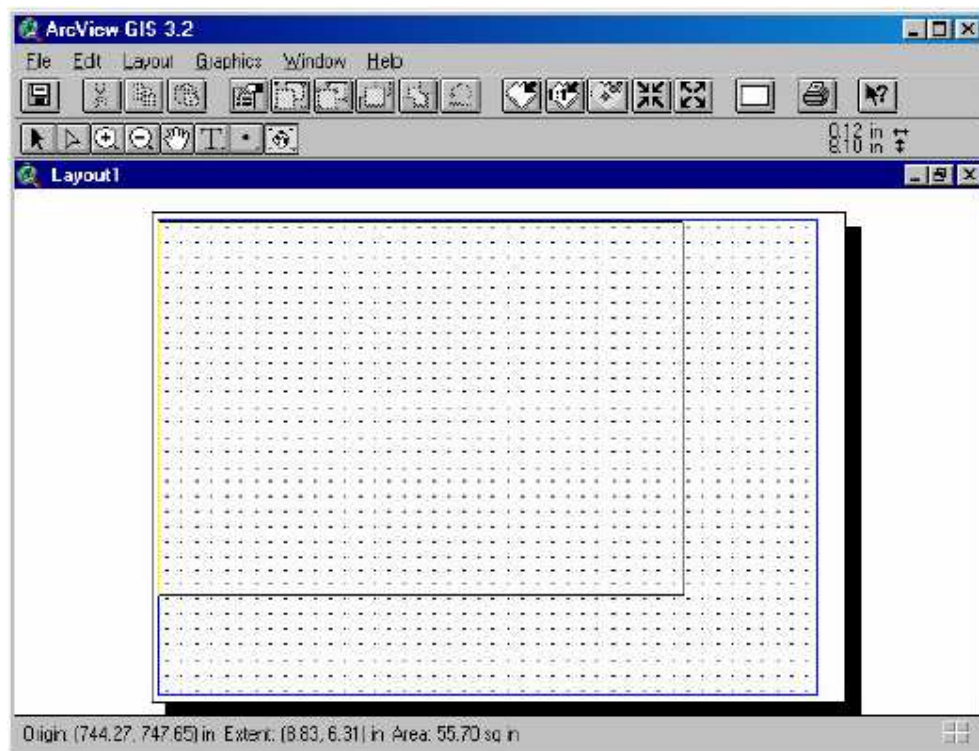 ArcView GIS 3.2
File Edit Layout Graphics Window Help
T
0.12 in
8.10 in
Layout1
Origin: (744.27, 747.65) in Extent: (8.83, 6.31) in Area: 55.70 sq in